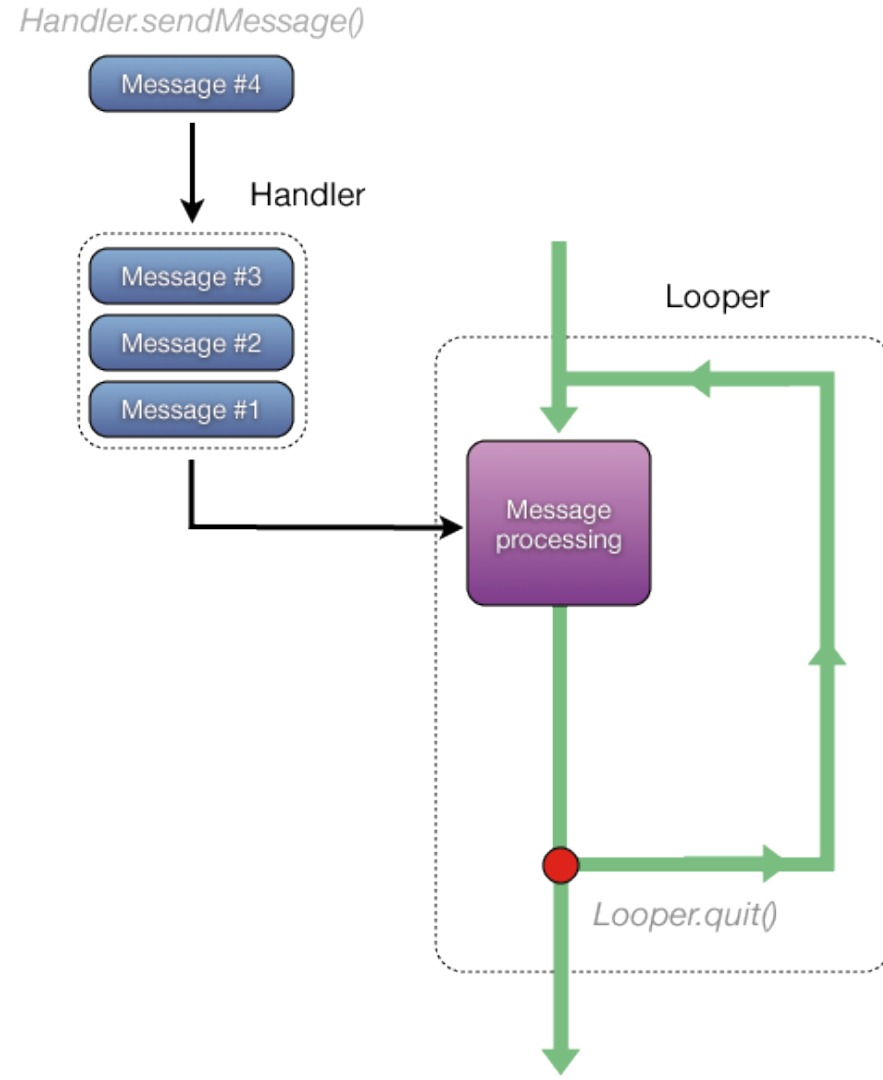 Handler.sendMessage()
Message #4
Handler
Message #3
Message #2
Message #1
Looper
Message
processing
Looper.quit()